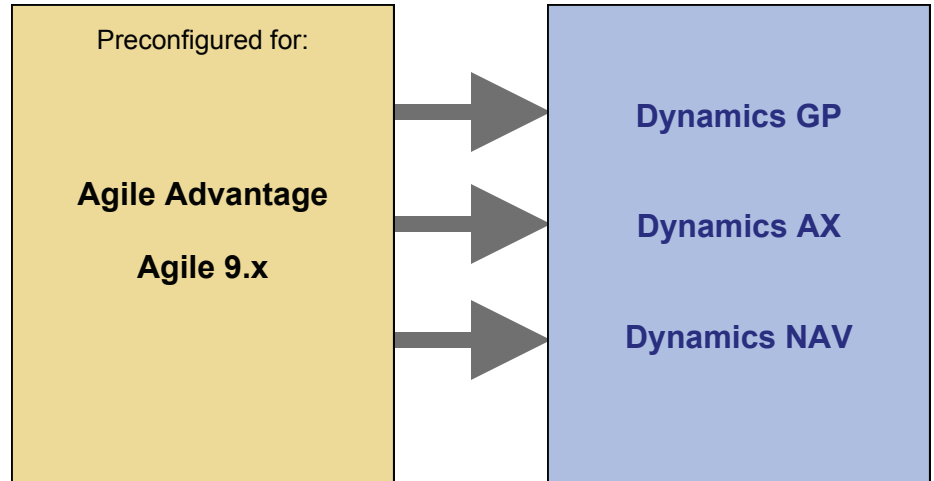 Preconfigured for:
Agile Advantage
Agile 9.x
Dynamics GP
Dynamics AX
Dynamics NAV